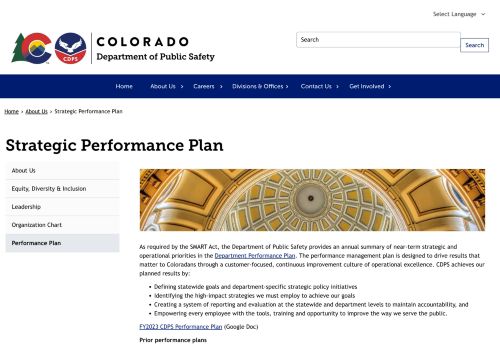 Select Language
COLORADO
Department of Public Safety
CDPS
Search
Search
Home
About Us
Careers
Divisions & Offices
Contact Us
Get Involved
Home › About Us › Strategic Performance Plan
Strategic Performance Plan
About Us
Equity, Diversity & Inclusion
Leadership
Organization Chart
Performance Plan
As required by the SMART Act, the Department of Public Safety provides an annual summary of near-term strategic and
operational priorities in the Department Performance Plan. The performance management plan is designed to drive results that
matter to Coloradans through a customer-focused, continuous improvement culture of operational excellence. CDPS achieves our
planned results by:
• Defining statewide goals and department-specific strategic policy initiatives
• Identifying the high-impact strategies we must employ to achieve our goals
• Creating a system of reporting and evaluation at the statewide and department levels to maintain accountability, and
• Empowering every employee with the tools, training and opportunity to improve the way we serve the public.
FY2023 CDPS Performance Plan (Google Doc)
Prior performance plans